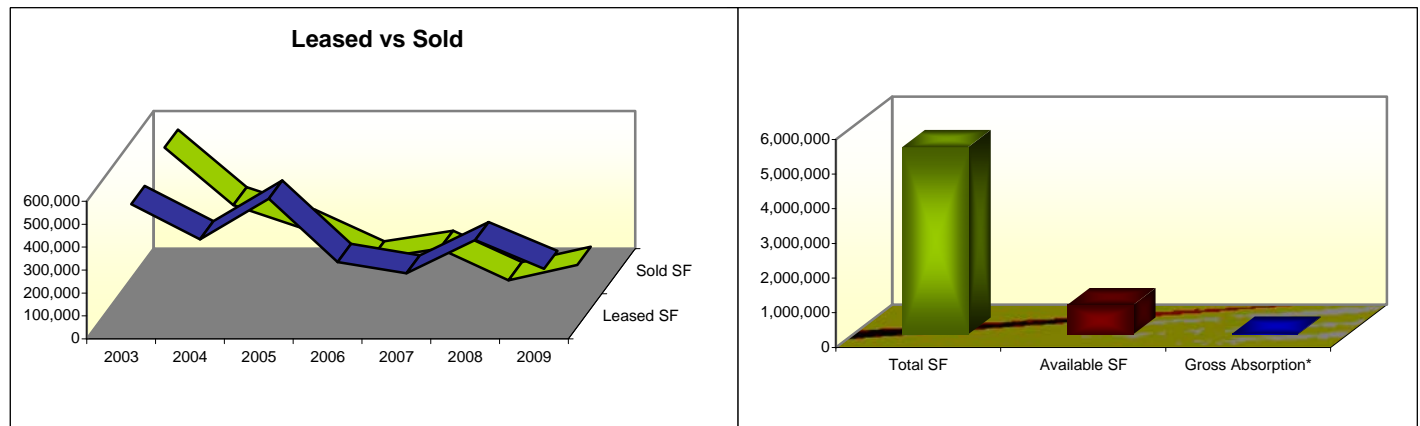 Leased vs Sold
600,000
500,000
400,000
300,000
200,000
100,000
0
2003 2004 2005 2006 2007 2008 2009
Sold SF
Leased SF
6,000,000
5,000,000
4,000,000
3,000,000
2,000,000
1,000,000
0
Total SF Available SF Gross Absorption*